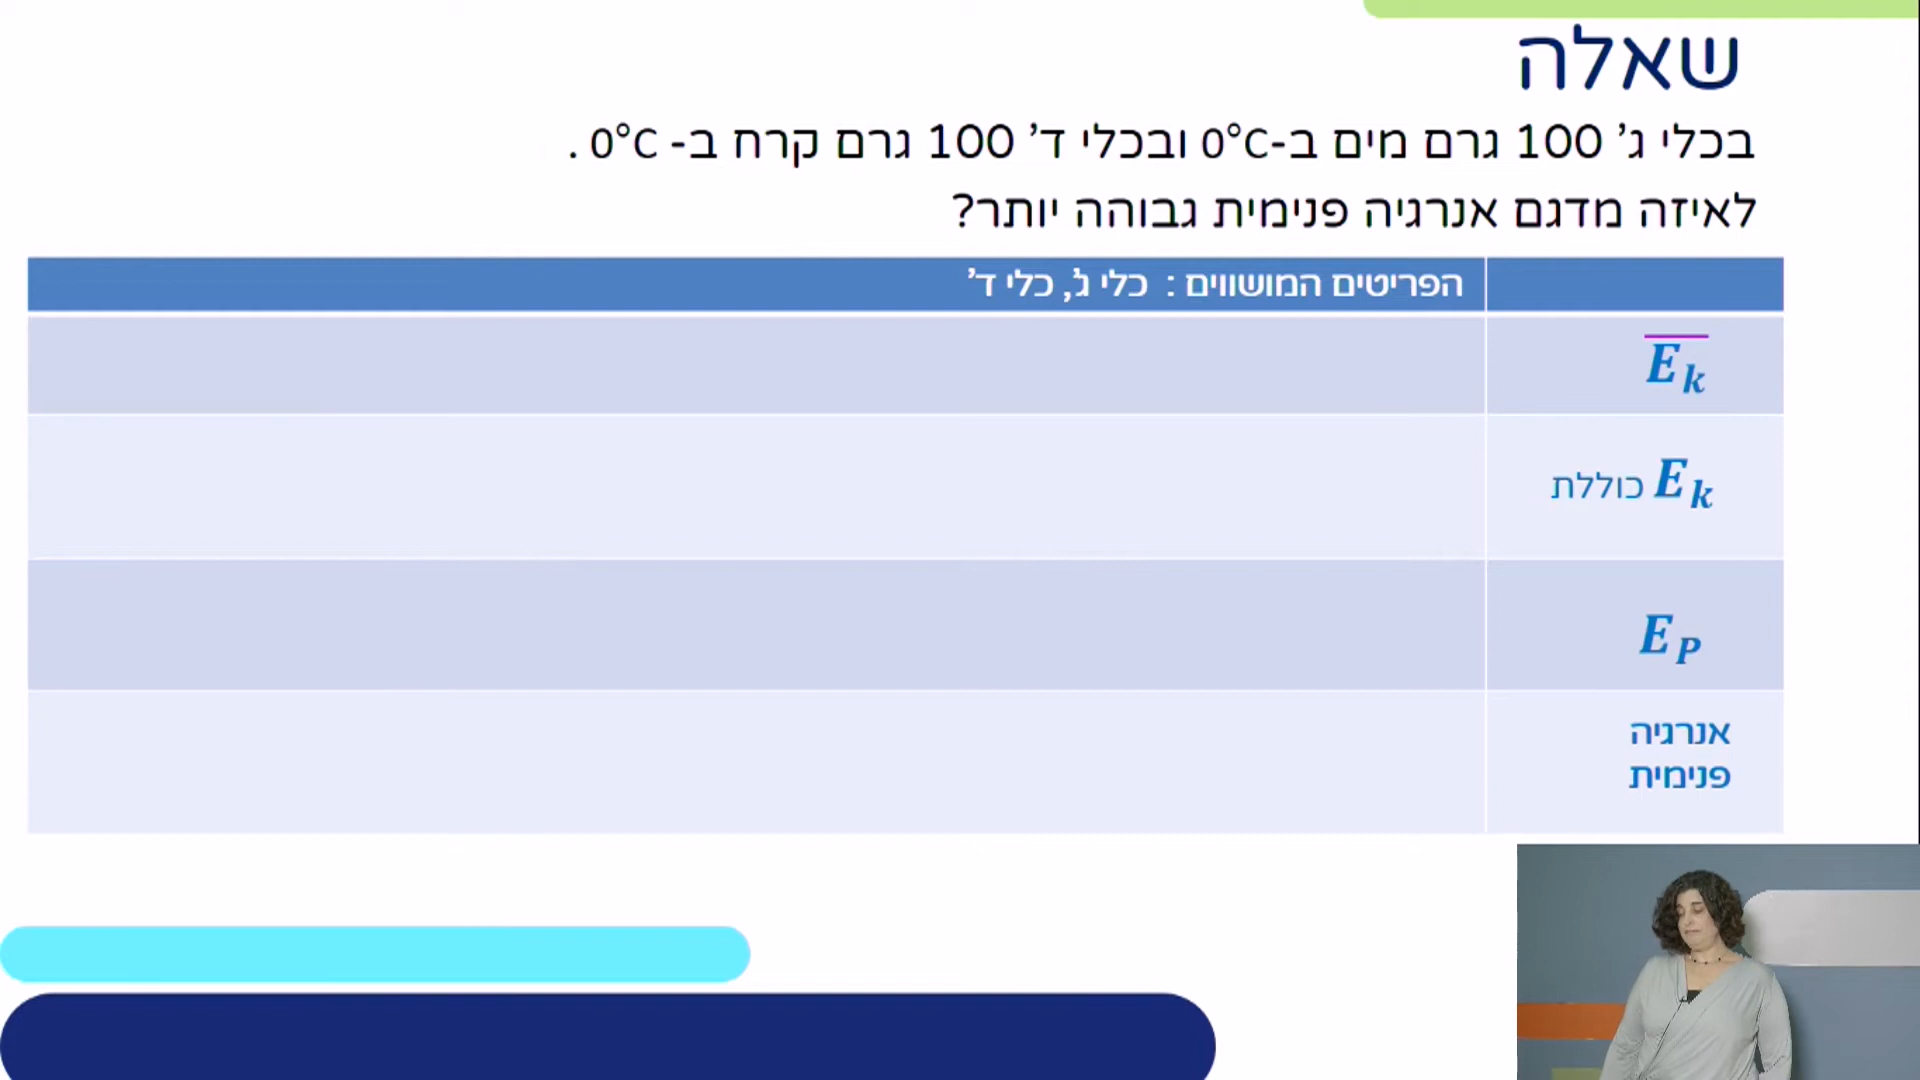 שאלה
בכלי ג' 100 גרם מים ב-0°C ובכלי ד' 100 גרם קרח ב- 0°C .
לאיזה מדגם אנרגיה פנימית גבוהה יותר?
הפריטים המושווים : כלי ג', כלי ד'
E̅k
Ek כוללת
EP
אנרגיה
פנימית